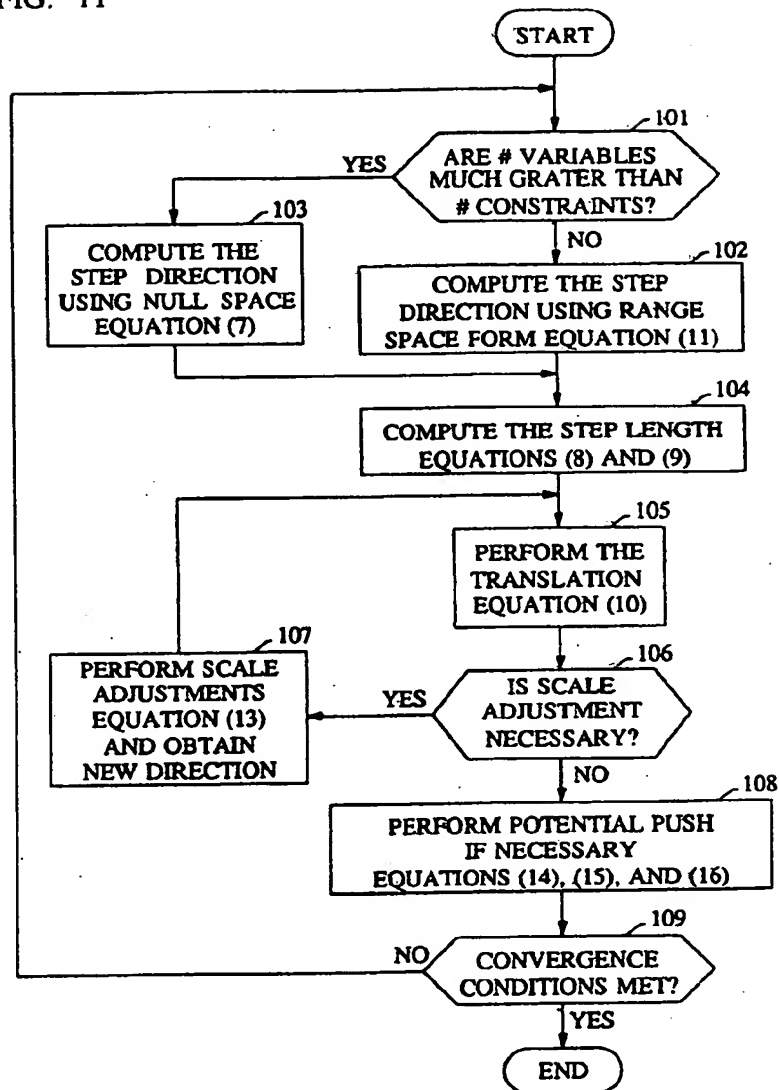 FIG. 11
START
101
ARE # VARIABLES
MUCH GRATER THAN
# CONSTRAINTS?
YES
NO
103
COMPUTE THE
STEP DIRECTION
USING NULL SPACE
EQUATION (7)
102
COMPUTE THE STEP
DIRECTION USING RANGE
SPACE FORM EQUATION (11)
104
COMPUTE THE STEP LENGTH
EQUATIONS (8) AND (9)
105
PERFORM THE
TRANSLATION
EQUATION (10)
107
PERFORM SCALE
ADJUSTMENTS
EQUATION (13)
AND OBTAIN
NEW DIRECTION
106
YES
IS SCALE
ADJUSTMENT
NECESSARY?
NO
108
PERFORM POTENTIAL PUSH
IF NECESSARY
EQUATIONS (14), (15), AND (16)
109
NO
CONVERGENCE
CONDITIONS MET?
YES
END